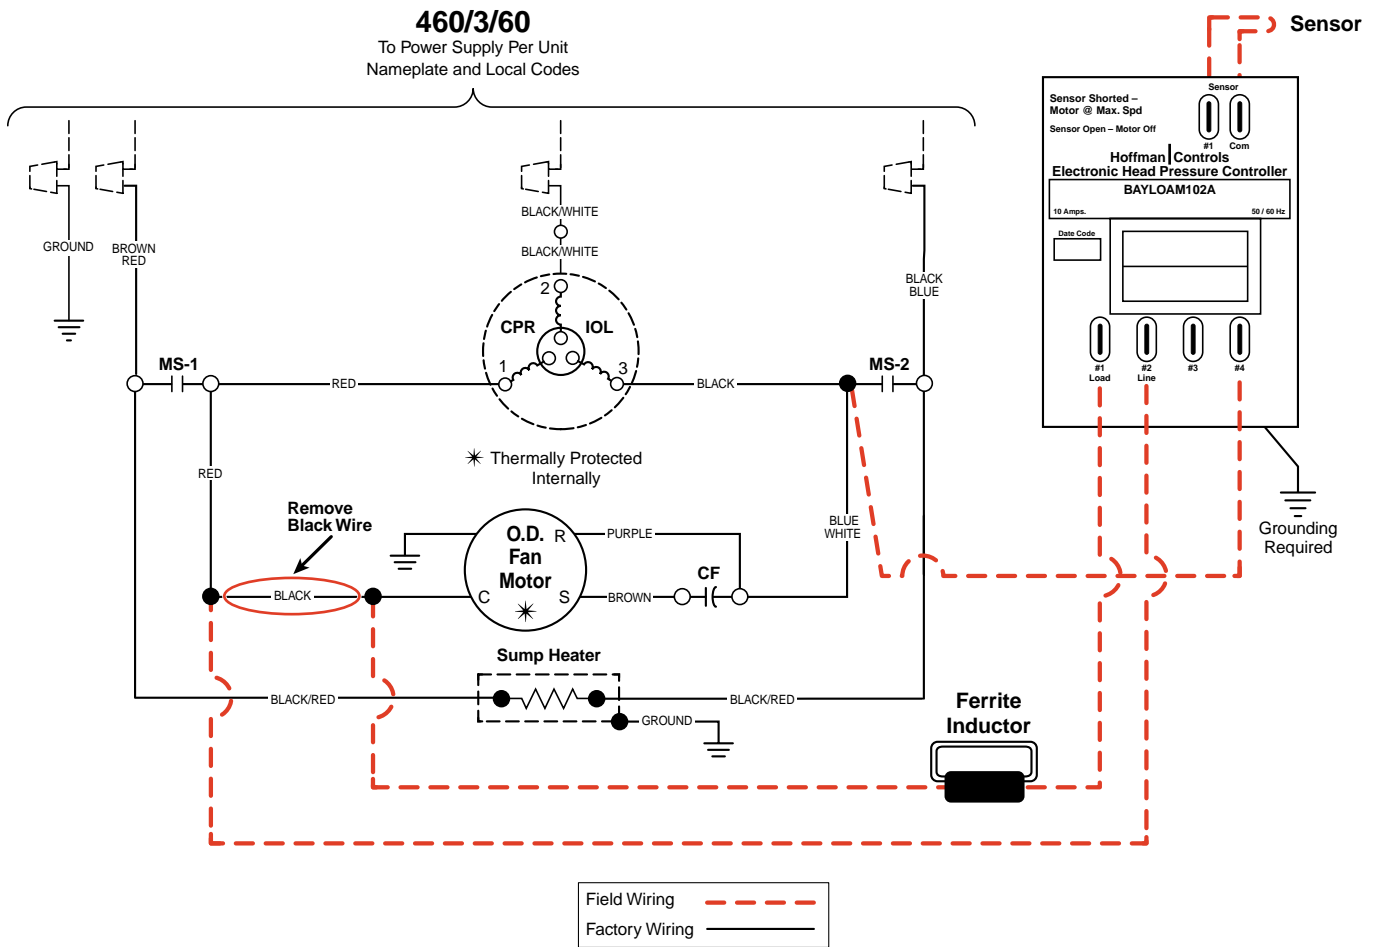 460/3/60
To Power Supply Per Unit
Nameplate and Local Codes
Sensor
Sensor
Sensor Shorted –
Motor @ Max. Spd
Sensor Open – Motor Off
#1 Com
Hoffman Controls
Electronic Head Pressure Controller
BAYLOAM102A
10 Amps. 50 / 60 Hz
Date Code
#1 #2 #3 #4
Load Line
Grounding
Required
GROUND
BROWN
RED
BLACK/WHITE
BLACK/WHITE
BLACK
BLUE
2
CPR IOL
1 3
MS-1
RED
BLACK
MS-2
Thermally Protected
Internally
RED
Remove
Black Wire
BLACK
O.D.
Fan
Motor
R
C S
PURPLE
BROWN
CF
BLUE
WHITE
Sump Heater
BLACK/RED
BLACK/RED
GROUND
Ferrite
Inductor
Field Wiring
Factory Wiring